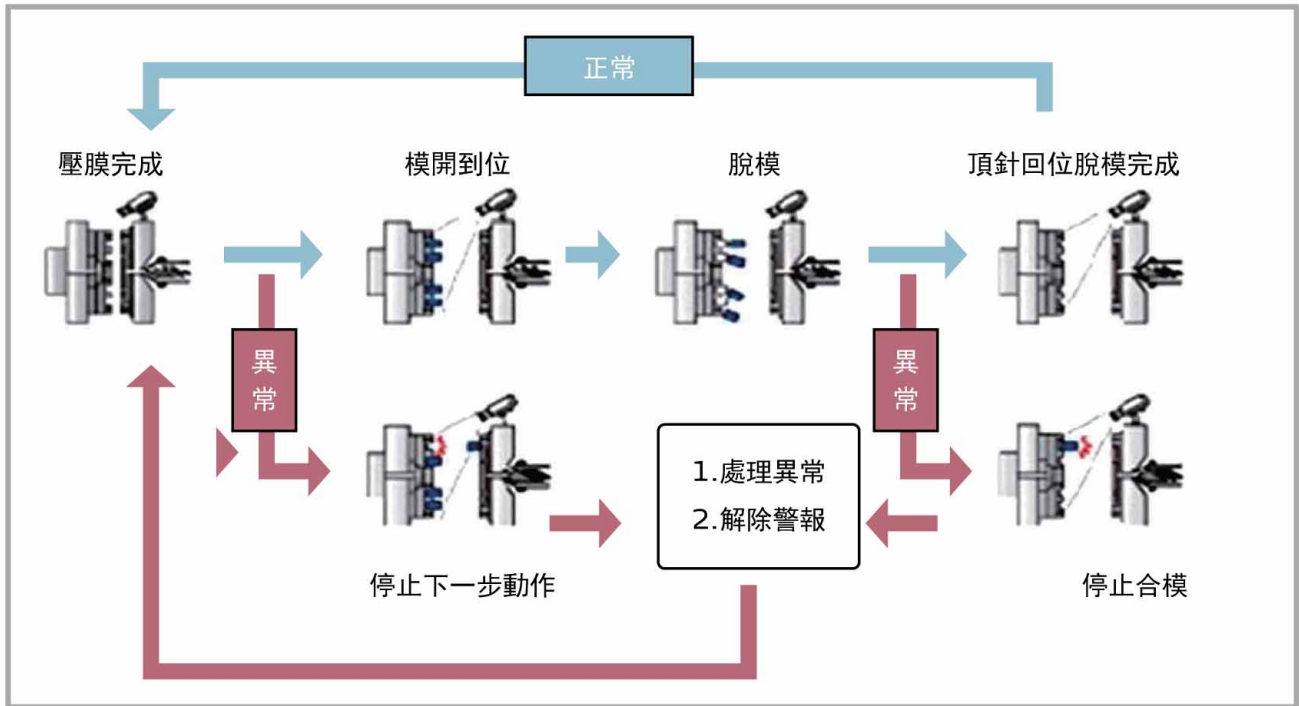 正常
壓膜完成
模開到位
脫模
頂針回位脫模完成
異
常
異
常
1.處理異常
2.解除警報
停止下一步動作
停止合模